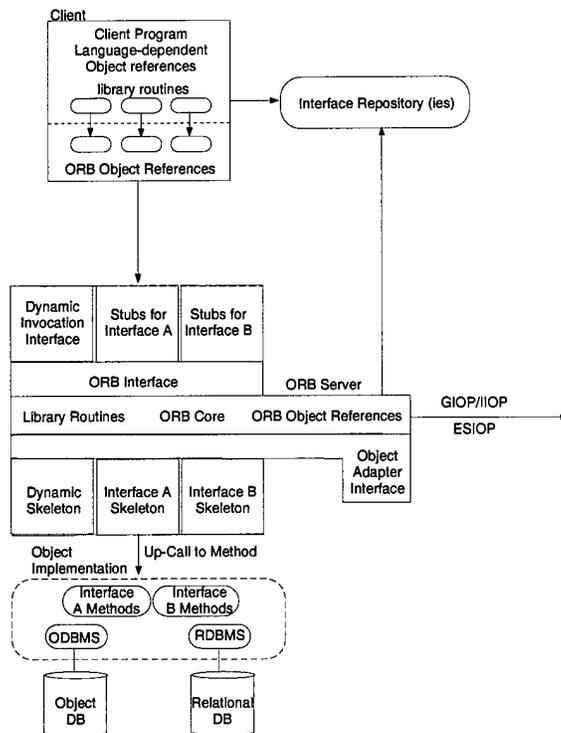 Client
Client Program
Language-dependent
Object references
library routines
ORB Object References
Interface Repository (ies)
Dynamic
Invocation
Interface
Stubs for
Interface A
Stubs for
Interface B
ORB Interface
ORB Server
Library Routines
ORB Core
ORB Object References
GIOP/IIOP
ESIOP
Object
Adapter
Interface
Dynamic
Skeleton
Interface A
Skeleton
Interface B
Skeleton
Object
Implementation
Up-Call to Method
Interface
A Methods
Interface
B Methods
ODBMS
RDBMS
Object
DB
Relational
DB